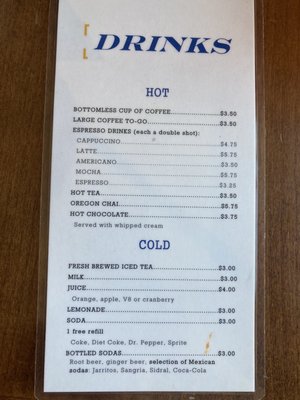 DRINKS
HOT
BOTTOMLESS CUP OF COFFEE $3.50
LARGE COFFEE TO-GO $3.50
ESPRESSO DRINKS (each a double shot):
CAPPUCCINO $4.75
LATTE $5.75
AMERICANO $3.50
MOCHA $5.75
ESPRESSO $3.25
HOT TEA $3.50
OREGON CHAI $5.75
HOT CHOCOLATE $3.75
Served with whipped cream
COLD
FRESH BREWED ICED TEA $3.00
MILK $3.00
JUICE $4.00
Orange, apple, V8 or cranberry
LEMONADE $3.00
SODA $3.00
1 free refill
Coke, Diet Coke, Dr. Pepper, Sprite
BOTTLED SODAS $3.00
Root beer, ginger beer, selection of Mexican
sodas: Jarritos, Sangria, Sidral, Coca-Cola